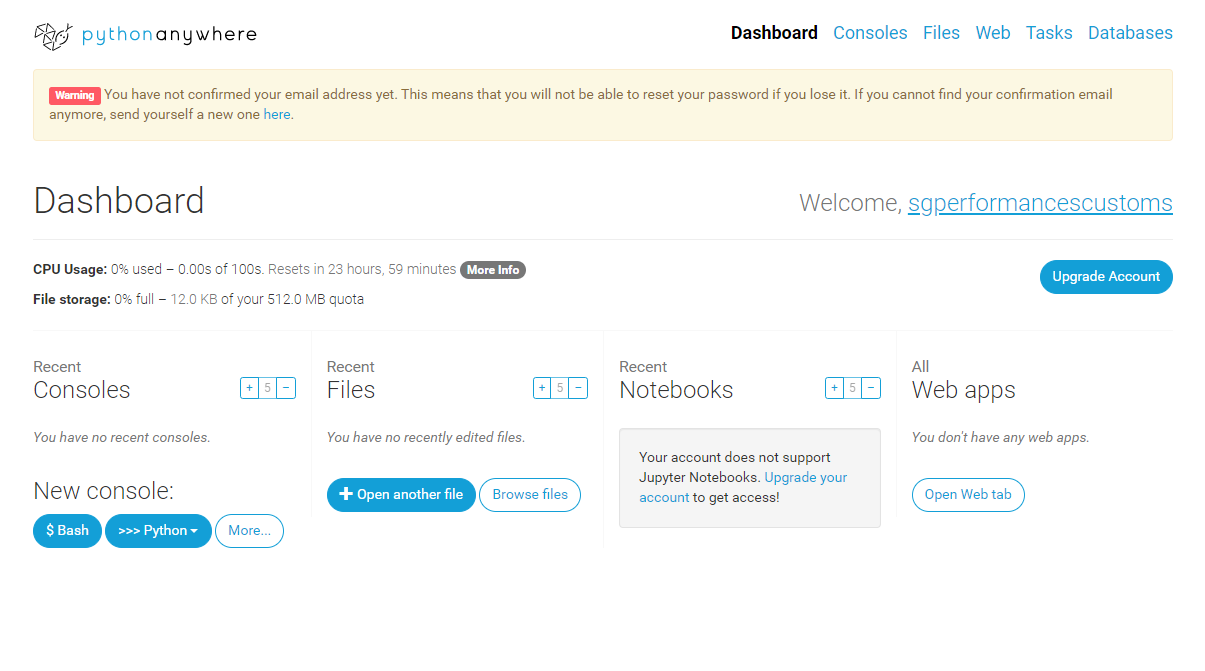 pythonanywhere
Dashboard Consoles Files Web Tasks Databases
Warning You have not confirmed your email address yet. This means that you will not be able to reset your password if you lose it. If you cannot find your confirmation email
anymore, send yourself a new one here.
Dashboard
Welcome, sgperformancescustoms
CPU Usage: 0% used – 0.00s of 100s. Resets in 23 hours, 59 minutes More Info
File storage: 0% full – 12.0 KB of your 512.0 MB quota
Upgrade Account
Recent
Consoles
+ 5 −
You have no recent consoles.
New console:
$ Bash >>> Python More...
Recent
Files
+ 5 −
You have no recently edited files.
Open another file Browse files
Recent
Notebooks
+ 5 −
Your account does not support
Jupyter Notebooks. Upgrade your
account to get access!
All
Web apps
You don't have any web apps.
Open Web tab